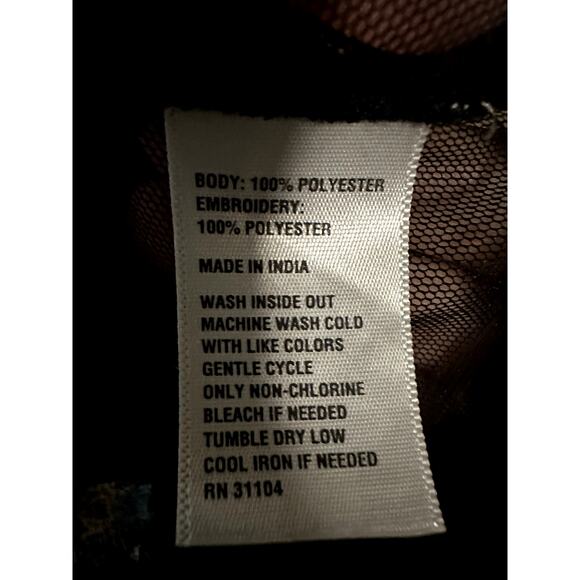 BODY: 100% POLYESTER
EMBROIDERY:
100% POLYESTER
MADE IN INDIA
WASH INSIDE OUT
MACHINE WASH COLD
WITH LIKE COLORS
GENTLE CYCLE
ONLY NON-CHLORINE
BLEACH IF NEEDED
TUMBLE DRY LOW
COOL IRON IF NEEDED
RN 31104